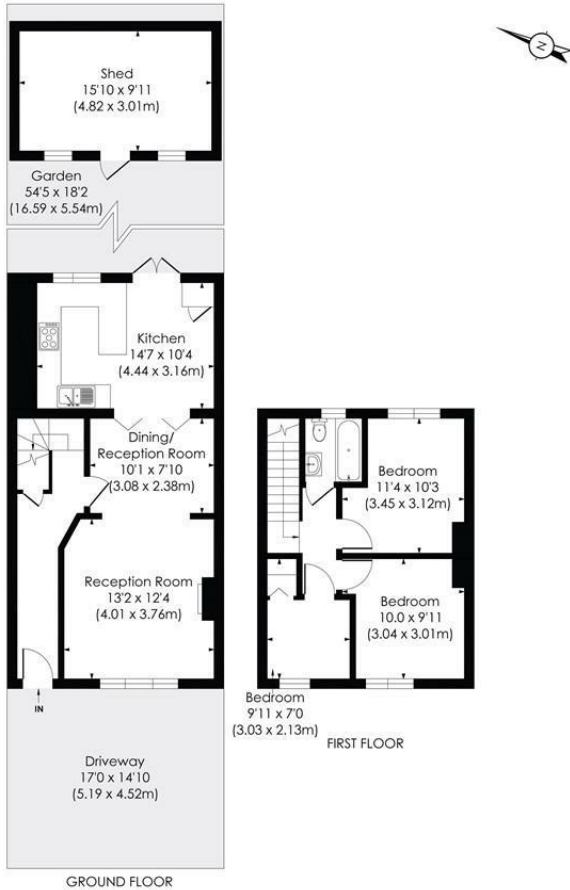 Shed
15'10 x 9'11
(4.82 x 3.01m)
N
Garden
54'5 x 18'2
(16.59 x 5.54m)
Kitchen
14'7 x 10'4
(4.44 x 3.16m)
Dining/
Reception Room
10'1 x 7'10
(3.08 x 2.38m)
Reception Room
13'2 x 12'4
(4.01 x 3.76m)
IN
Driveway
17'0 x 14'10
(5.19 x 4.52m)
GROUND FLOOR
Bedroom
11'4 x 10'3
(3.45 x 3.12m)
Bedroom
10.0 x 9'11
(3.04 x 3.01m)
Bedroom
9'11 x 7'0
(3.03 x 2.13m)
FIRST FLOOR